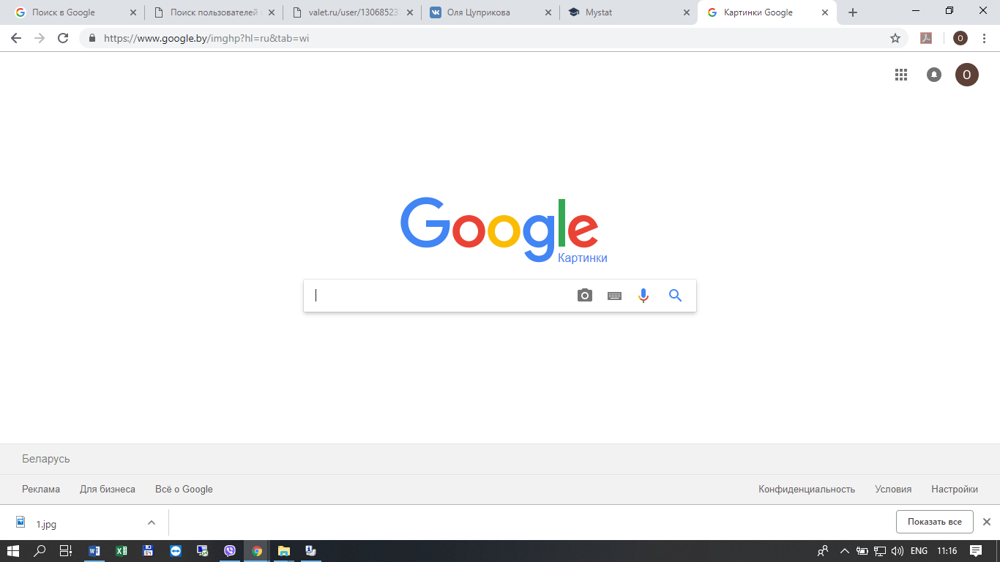 Поиск в Google
Поиск пользователей
valet.ru/user/13068523
Оля Цуприкова
Mystat
Картинки Google
https://www.google.by/imghp?hl=ru&tab=wi
O
O
Google
Картинки
Беларусь
Реклама
Для бизнеса
Всё о Google
Конфиденциальность
Условия
Настройки
1.jpg
Показать все
64
ENG
11:16